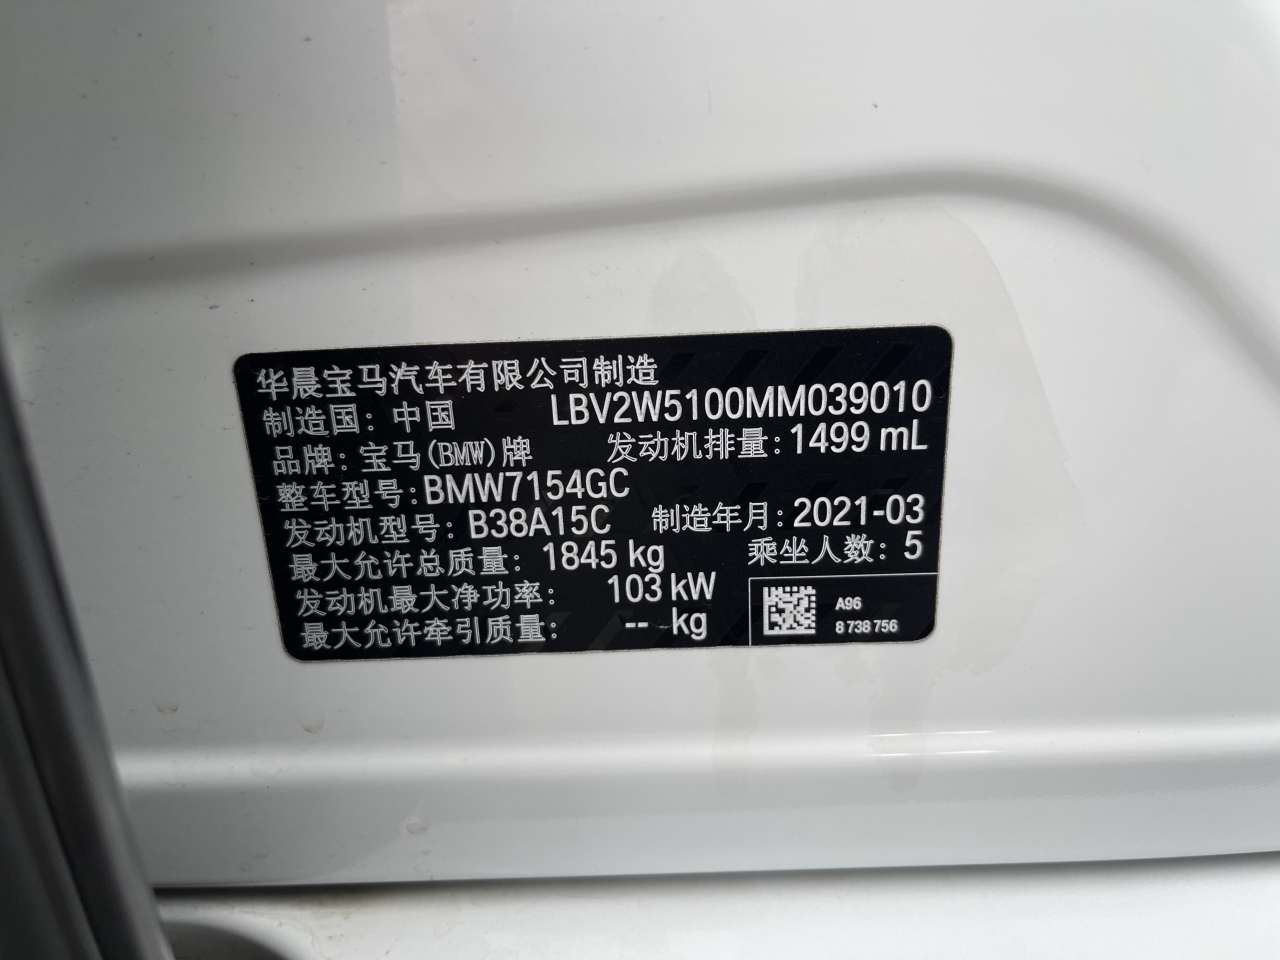 华晨宝马汽车有限公司制造
制造国：中国 LBV2W5100MM039010
品牌：宝马(BMW)牌 发动机排量:1499 mL
整车型号:BMW7154GC
发动机型号:B38A15C 制造年月:2021-03
最大允许总质量: 1845 kg 乘坐人数: 5
发动机最大净功率: 103 kW
最大允许牵引质量: -- kg
A96
8 738 756